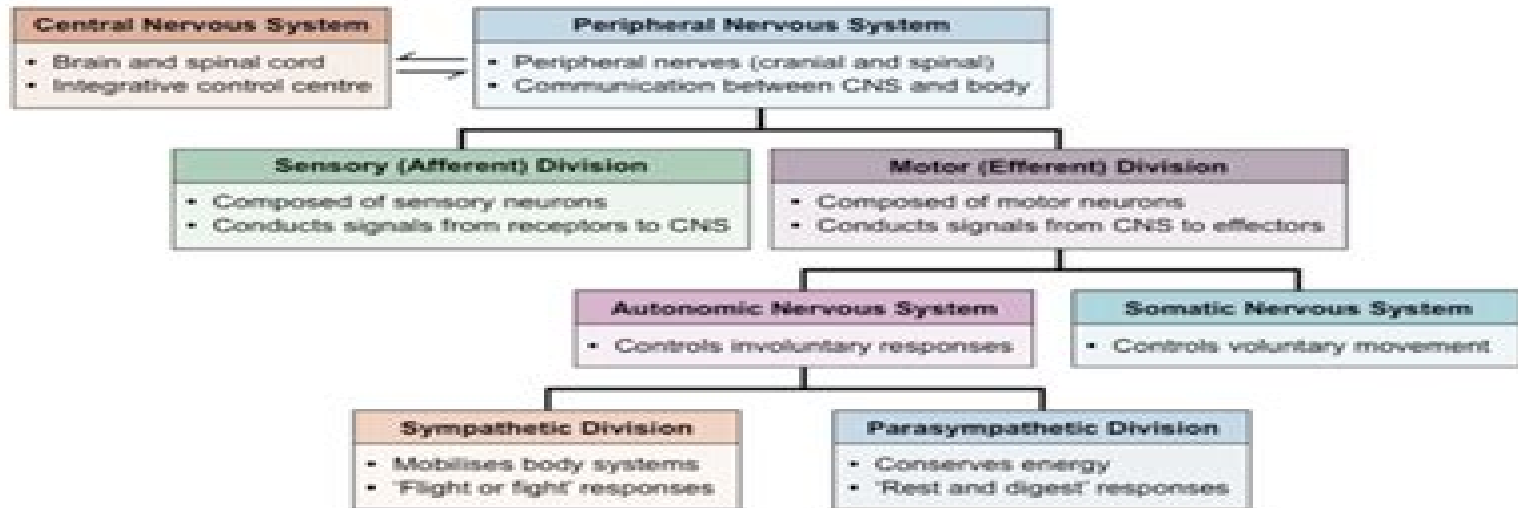 Central Nervous System
• Brain and spinal cord
• Integrative control centre
Peripheral Nervous System
• Peripheral nerves (cranial and spinal)
• Communication between CNS and body
Sensory (Afferent) Division
• Composed of sensory neurons
• Conducts signals from receptors to CNS
Motor (Efferent) Division
• Composed of motor neurons
• Conducts signals from CNS to effectors
Autonomic Nervous System
• Controls involuntary responses
Somatic Nervous System
• Controls voluntary movement
Sympathetic Division
• Mobilises body systems
• 'Flight or fight' responses
Parasympathetic Division
• Conserves energy
• 'Rest and digest' responses